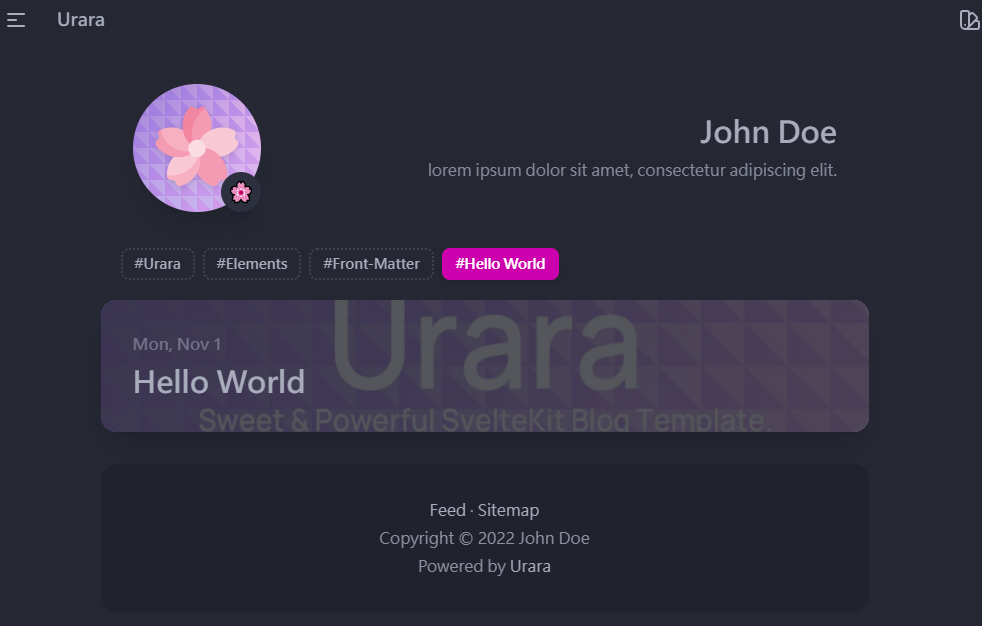 Urara
John Doe
lorem ipsum dolor sit amet, consectetur adipiscing elit.
#Urara #Elements #Front-Matter #Hello World
Urara
Mon, Nov 1
Hello World
Sweet & Powerful SvelteKit Blog Template.
Feed · Sitemap
Copyright © 2022 John Doe
Powered by Urara